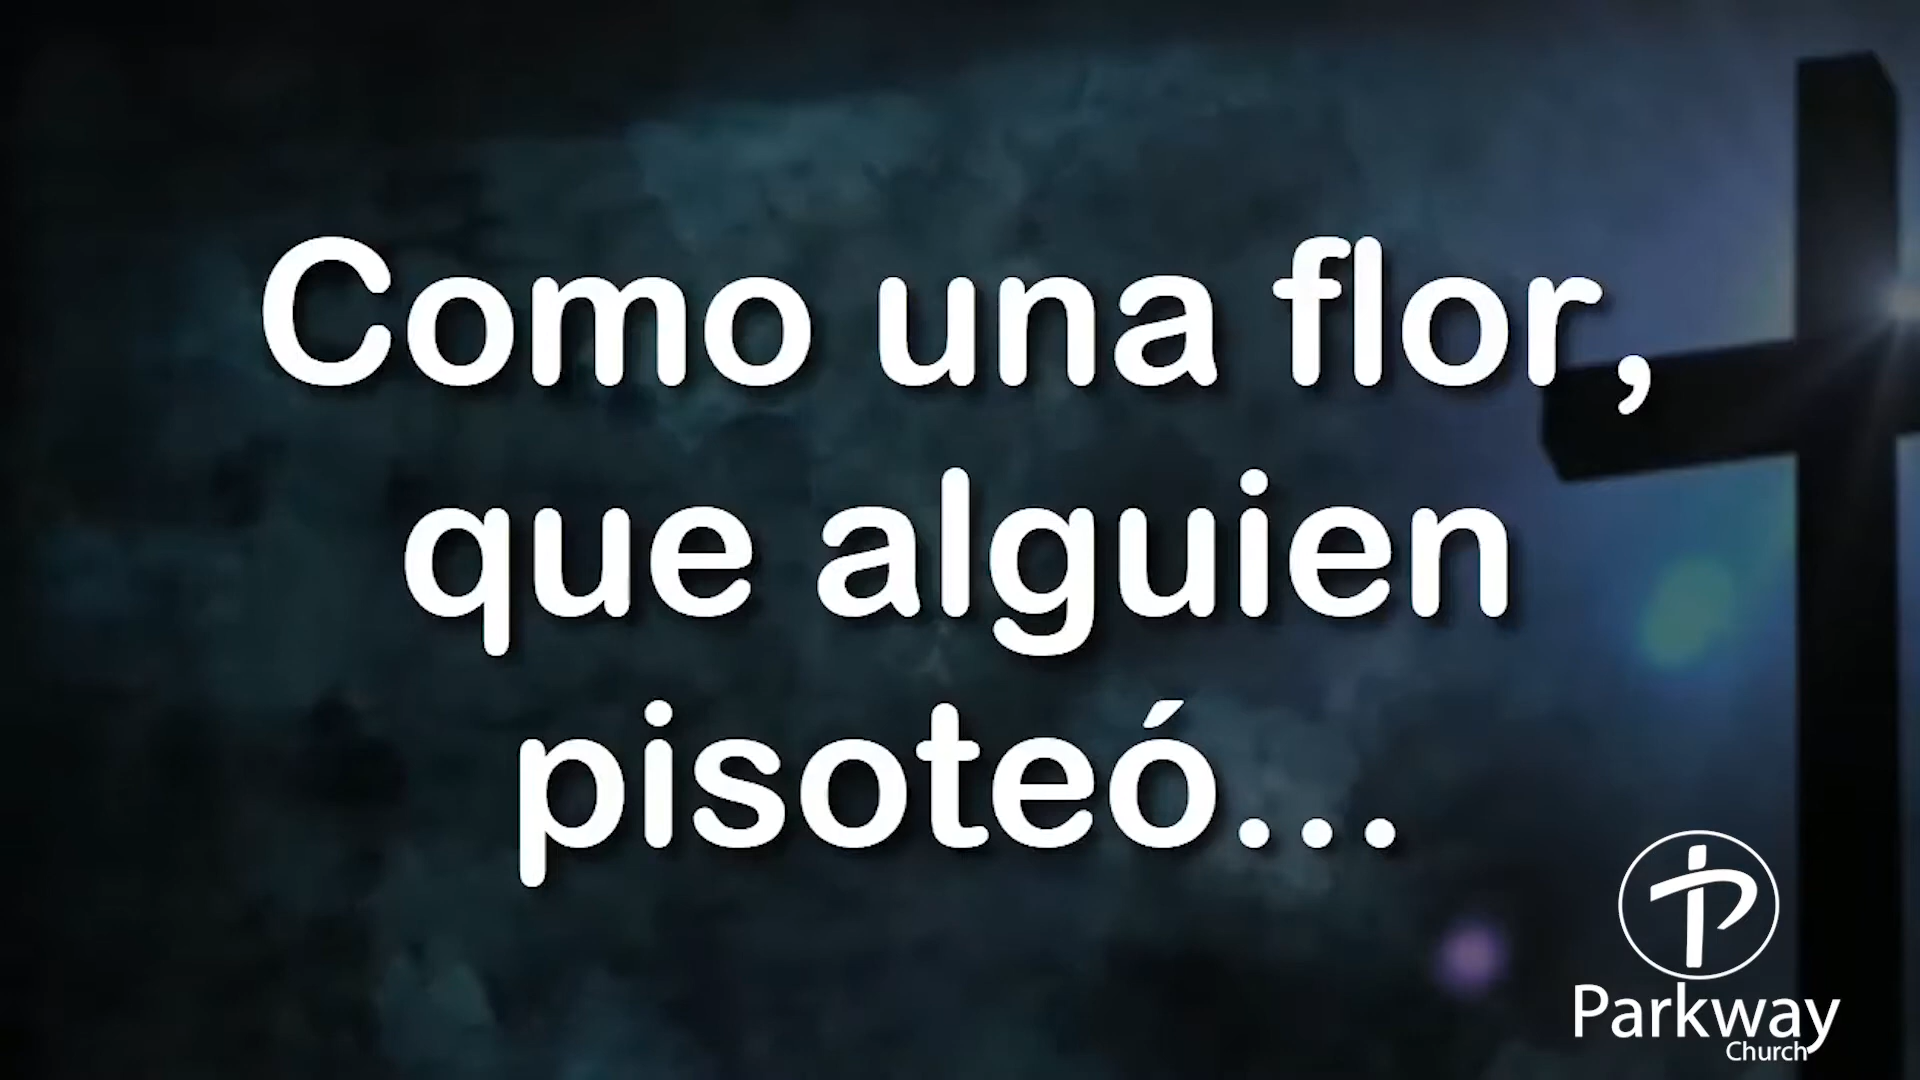 Como una flor,
que alguien
pisoteó...
Parkway
Church